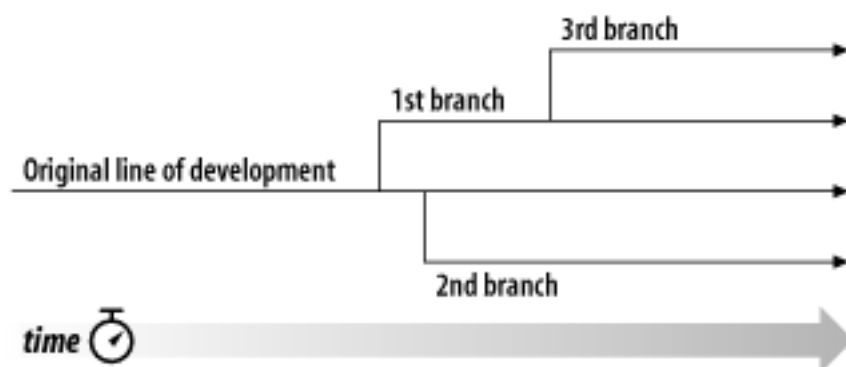 3rd branch
1st branch
Original line of development
2nd branch
time